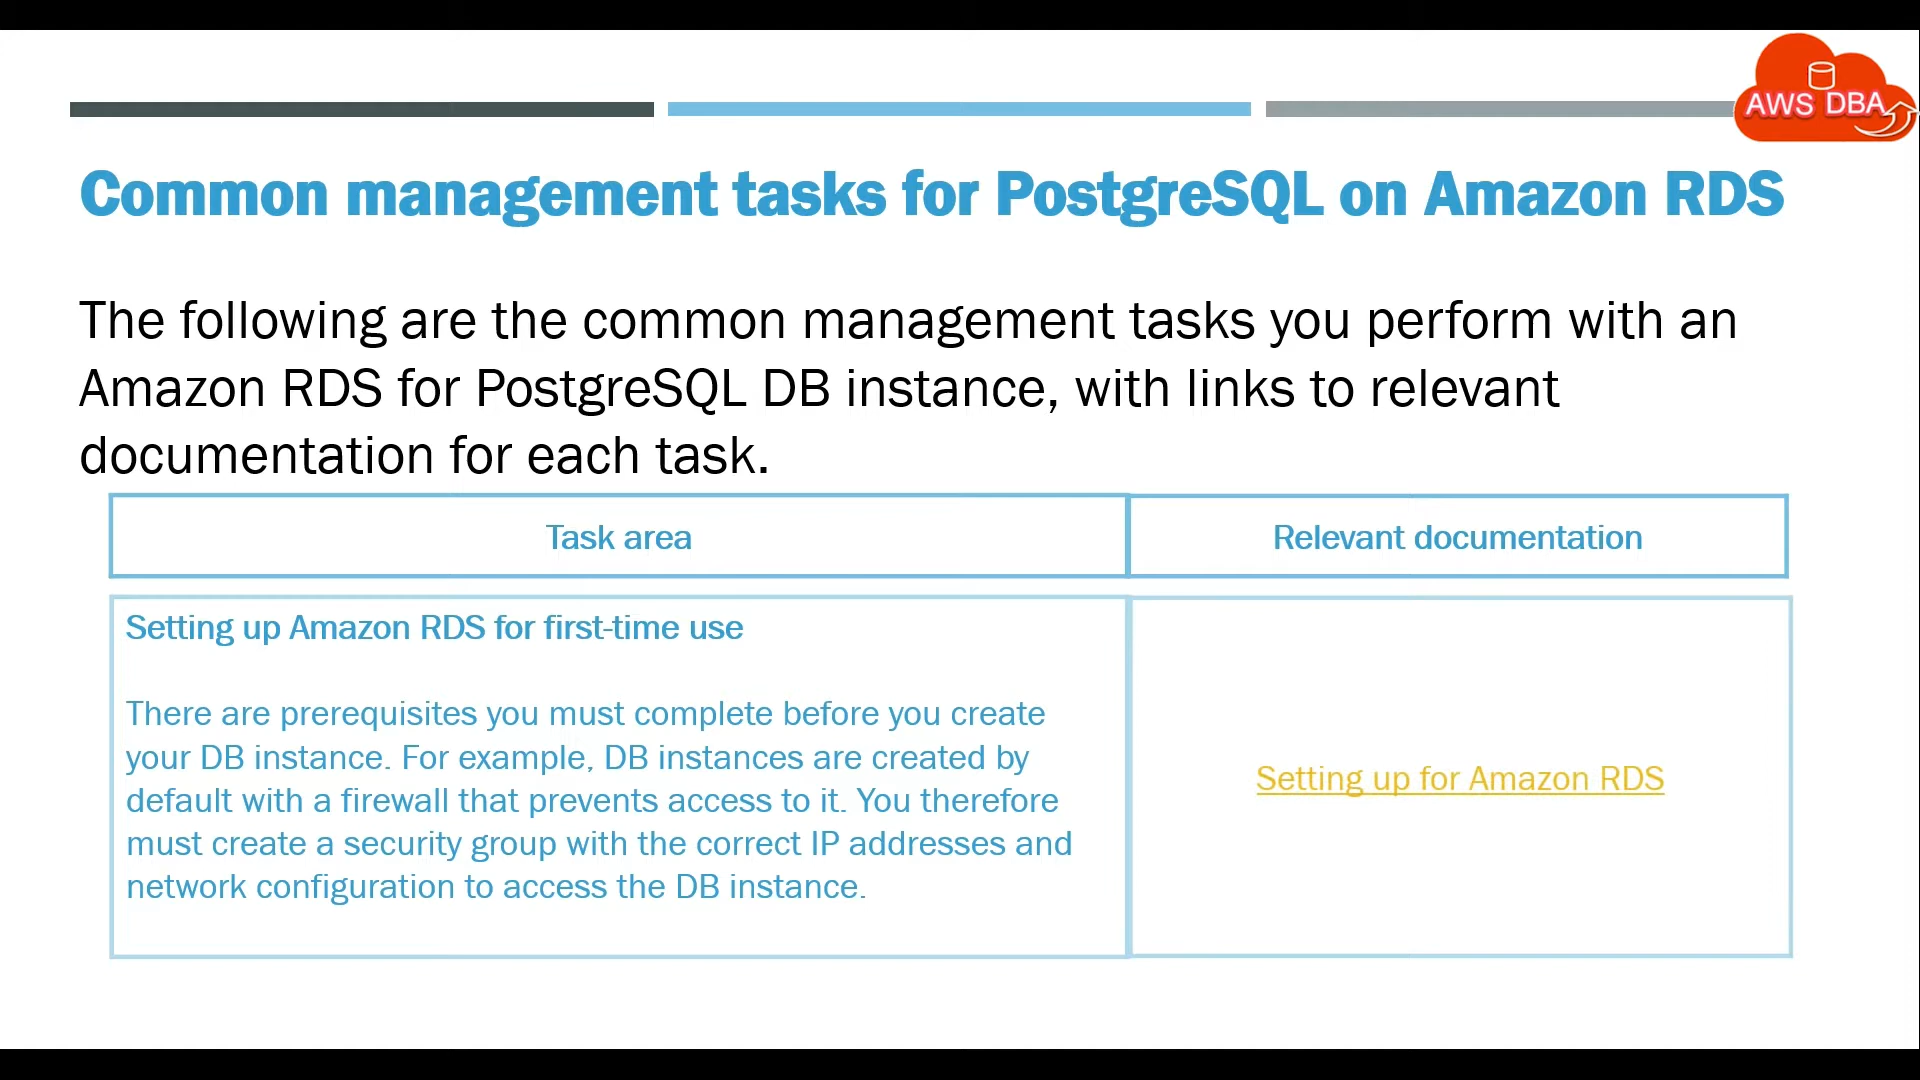 AWS DBA
Common management tasks for PostgreSQL on Amazon RDS
The following are the common management tasks you perform with an
Amazon RDS for PostgreSQL DB instance, with links to relevant
documentation for each task.
Task area
Relevant documentation
Setting up Amazon RDS for first-time use
There are prerequisites you must complete before you create
your DB instance. For example, DB instances are created by
default with a firewall that prevents access to it. You therefore
must create a security group with the correct IP addresses and
network configuration to access the DB instance.
Setting up for Amazon RDS